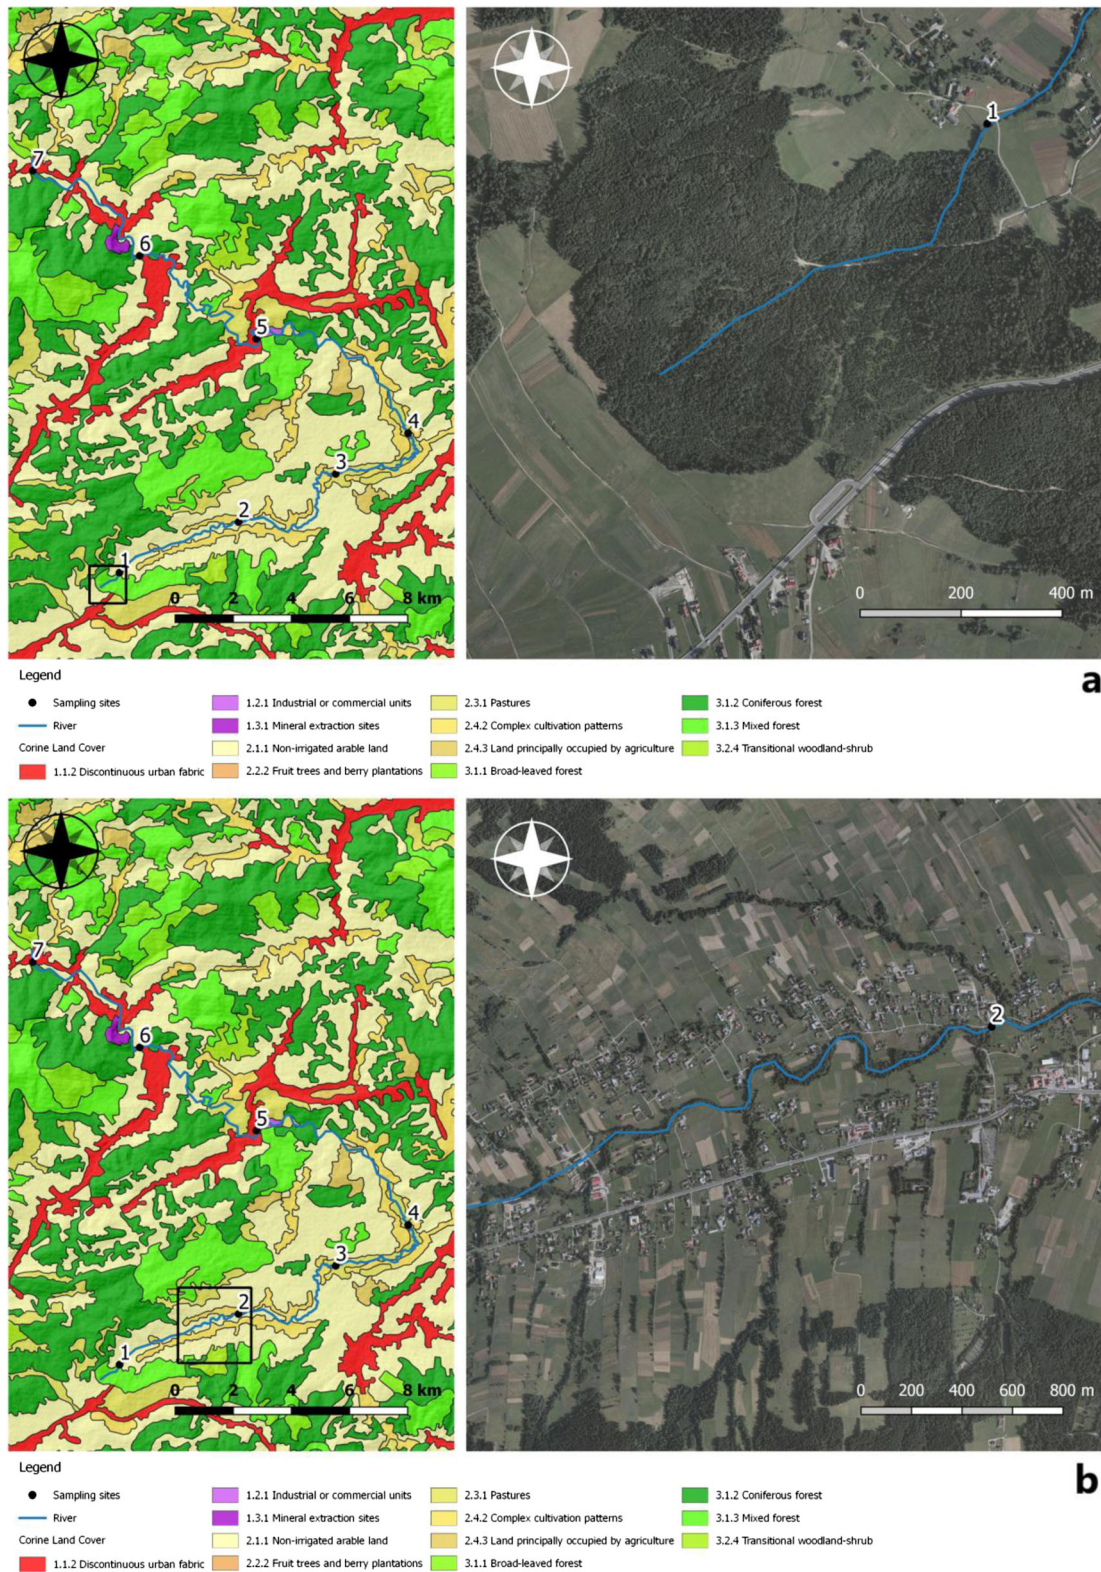 7
6
5
4
3
2
1
0 2 4 6 8 km
1
0 200 400 m
a
Legend
Sampling sites
River
Corine Land Cover
1.1.2 Discontinuous urban fabric
1.2.1 Industrial or commercial units
1.3.1 Mineral extraction sites
2.1.1 Non-irrigated arable land
2.2.2 Fruit trees and berry plantations
2.3.1 Pastures
2.4.2 Complex cultivation patterns
2.4.3 Land principally occupied by agriculture
3.1.1 Broad-leaved forest
3.1.2 Coniferous forest
3.1.3 Mixed forest
3.2.4 Transitional woodland-shrub
7
6
5
4
3
2
1
0 2 4 6 8 km
2
0 200 400 600 800 m
b
Legend
Sampling sites
River
Corine Land Cover
1.1.2 Discontinuous urban fabric
1.2.1 Industrial or commercial units
1.3.1 Mineral extraction sites
2.1.1 Non-irrigated arable land
2.2.2 Fruit trees and berry plantations
2.3.1 Pastures
2.4.2 Complex cultivation patterns
2.4.3 Land principally occupied by agriculture
3.1.1 Broad-leaved forest
3.1.2 Coniferous forest
3.1.3 Mixed forest
3.2.4 Transitional woodland-shrub